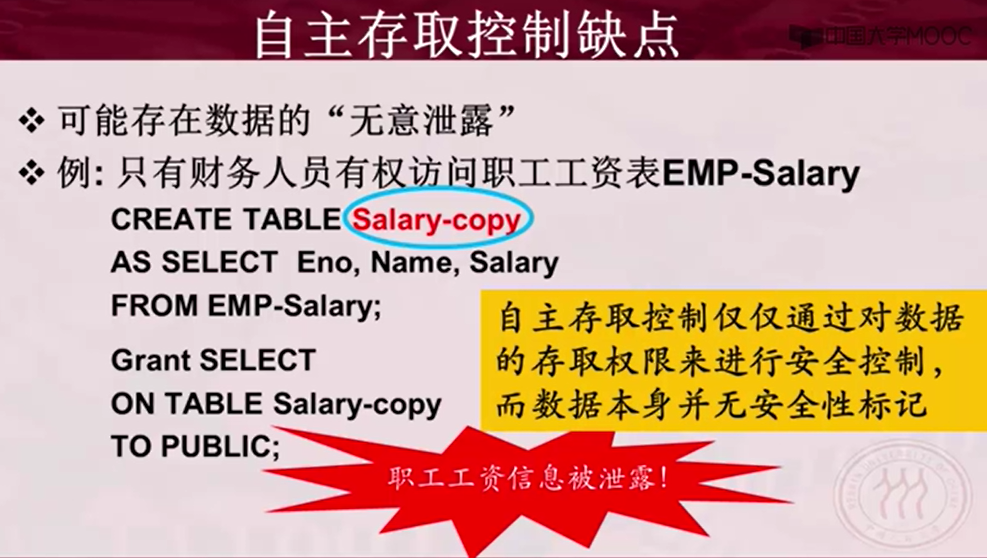 自主存取控制缺点
中国大学MOOC
❖ 可能存在数据的“无意泄露”
❖ 例: 只有财务人员有权访问职工工资表EMP-Salary
CREATE TABLE Salary-copy
AS SELECT Eno, Name, Salary
FROM EMP-Salary;
Grant SELECT
ON TABLE Salary-copy
TO PUBLIC;
自主存取控制仅仅通过对数据
的存取权限来进行安全控制，
而数据本身并无安全性标记
职工工资信息被泄露！